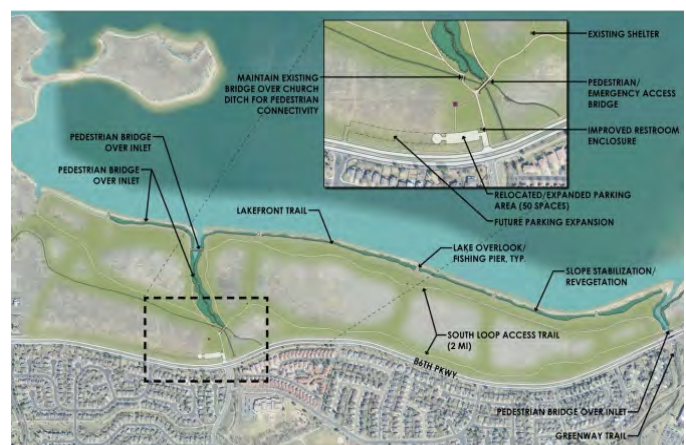 EXISTING SHELTER
MAINTAIN EXISTING
BRIDGE OVER CHURCH
DITCH FOR PEDESTRIAN
CONNECTIVITY
PEDESTRIAN/
EMERGENCY ACCESS
BRIDGE
IMPROVED RESTROOM
ENCLOSURE
PEDESTRIAN BRIDGE
OVER INLET
PEDESTRIAN BRIDGE
OVER INLET
RELOCATED/EXPANDED PARKING
AREA (50 SPACES)
FUTURE PARKING EXPANSION
LAKEFRONT TRAIL
LAKE OVERLOOK/
FISHING PIER, TYP.
SLOPE STABILIZATION/
REVEGETATION
SOUTH LOOP ACCESS TRAIL
(2 MI)
86TH PKWY
PEDESTRIAN BRIDGE OVER INLET
GREENWAY TRAIL